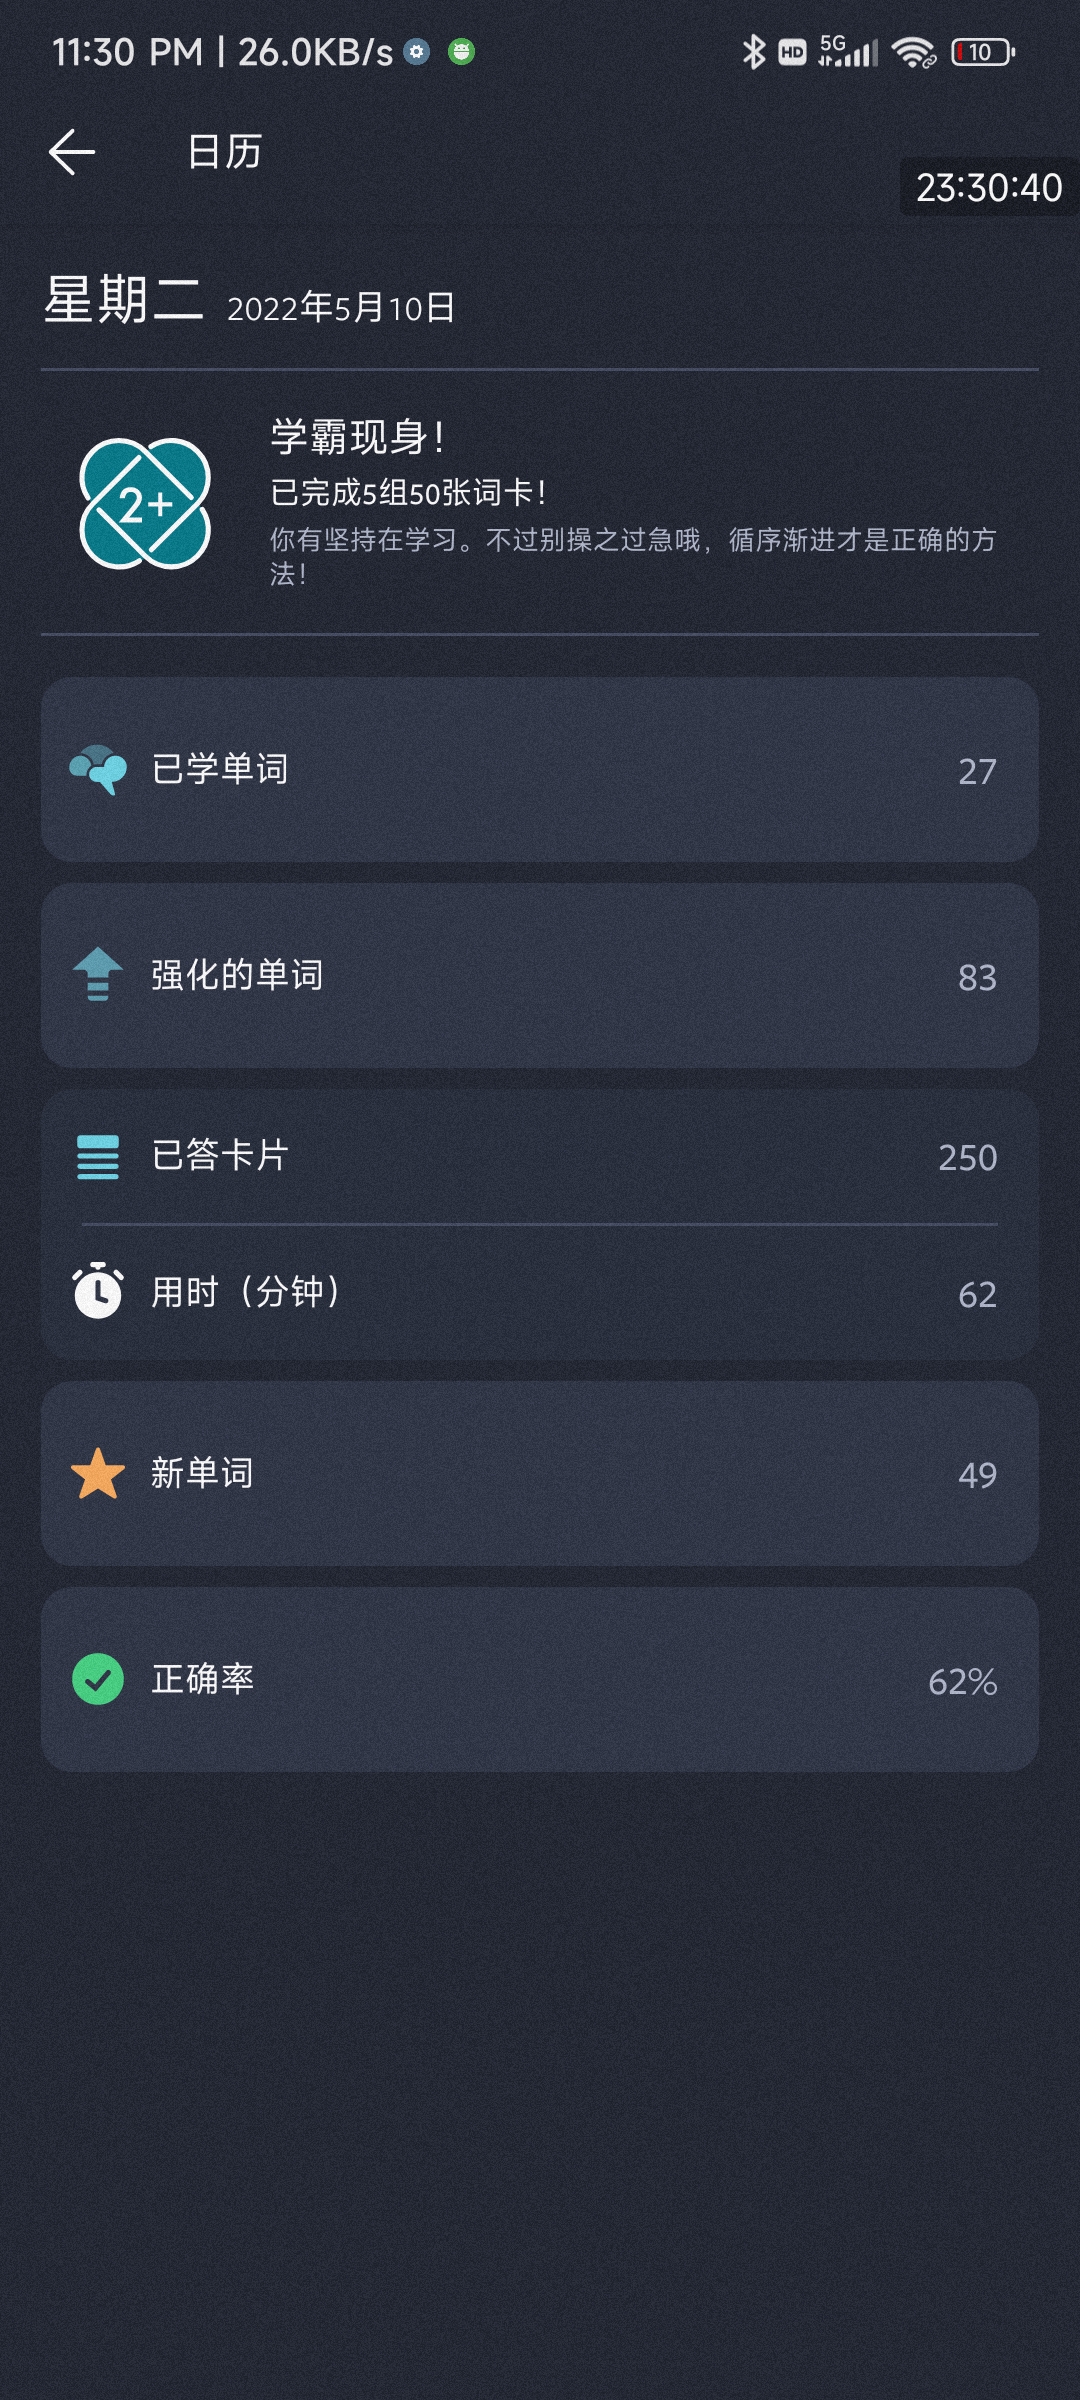 11:30 PM | 26.0KB/s HD 5G 10
日历
23:30:40
星期二 2022年5月10日
2+
学霸现身！
已完成5组50张词卡！
你有坚持在学习。不过别操之过急哦，循序渐进才是正确的方
法！
已学单词 27
强化的单词 83
已答卡片 250
用时（分钟） 62
新单词 49
正确率 62%